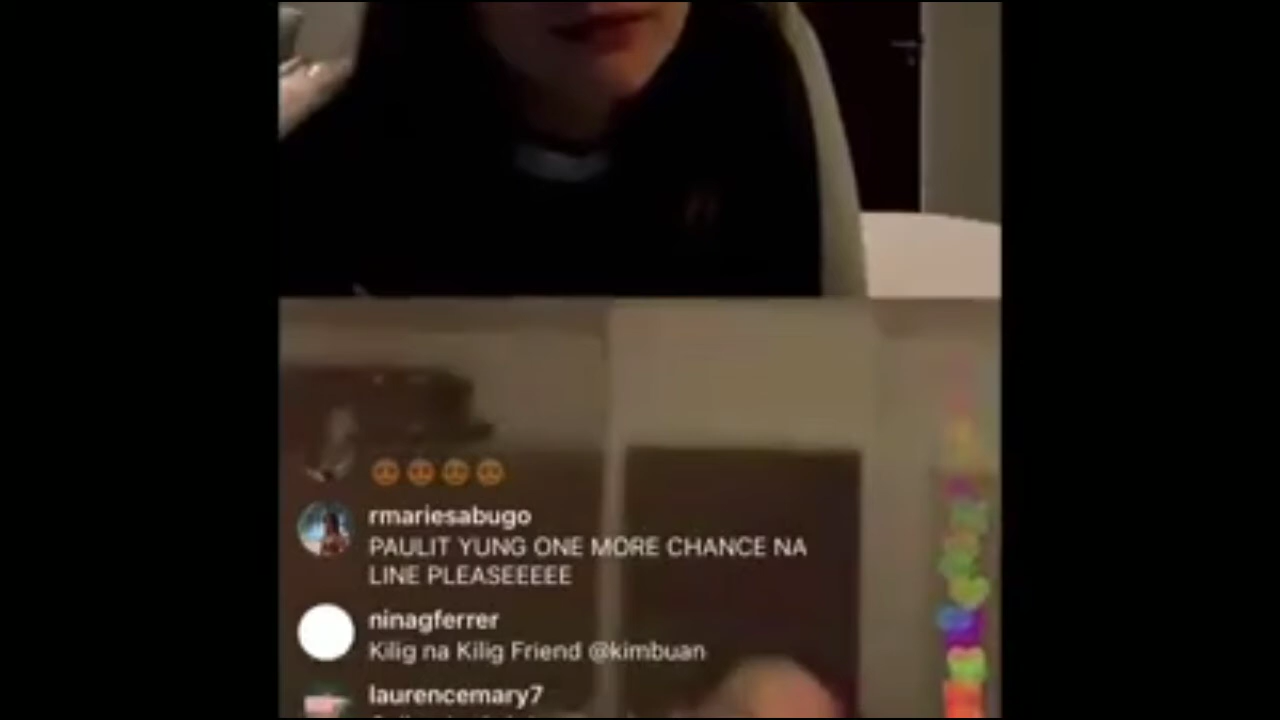 rmariesabugo
PAULIT YUNG ONE MORE CHANCE NA
LINE PLEASEEEEE
ninagferrer
Kilig na Kilig Friend @kimbuan
laurencemary7